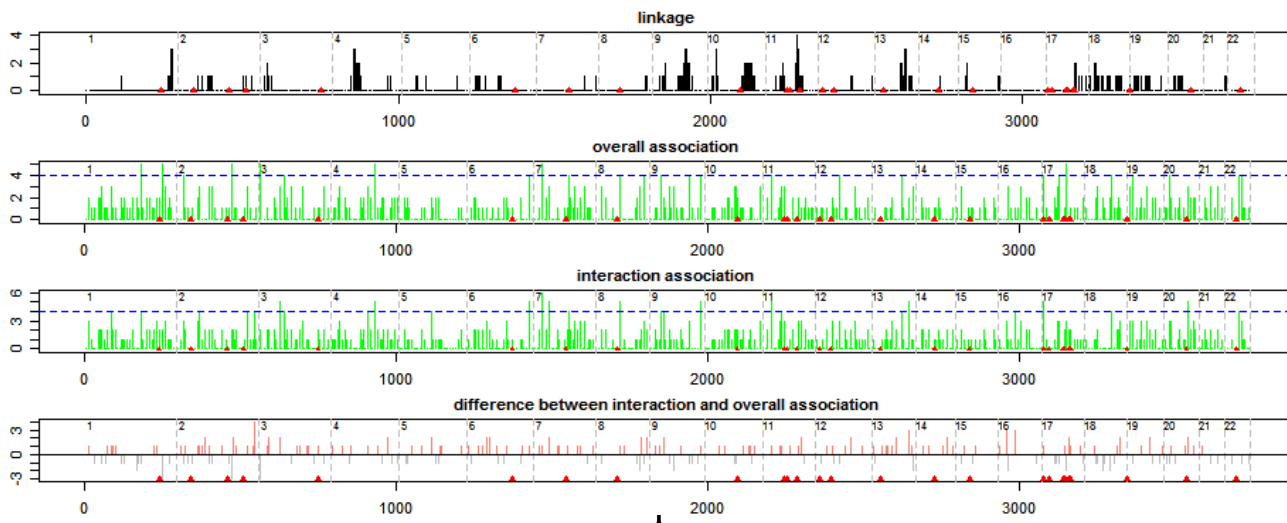 linkage
4
2
0
1 2 3 4 5 6 7 8 9 10 11 12 13 14 15 16 17 18 19 20 21 22
0 1000 2000 3000
overall association
4
2
0
1 2 3 4 5 6 7 8 9 10 11 12 13 14 15 16 17 18 19 20 21 22
0 1000 2000 3000
interaction association
6
3
0
1 2 3 4 5 6 7 8 9 10 11 12 13 14 15 16 17 18 19 20 21 22
0 1000 2000 3000
difference between interaction and overall association
3
0
-3
1 2 3 4 5 6 7 8 9 10 11 12 13 14 15 16 17 18 19 20 21 22
0 1000 2000 3000